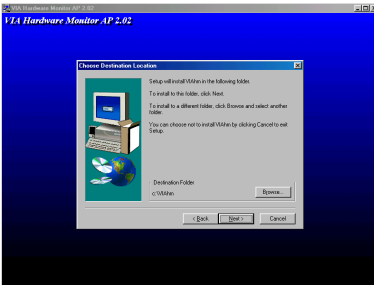 VIA Hardware Monitor AP 2.02
VIA Hardware Monitor AP 2.02
Choose Destination Location
Setup will install VIAhm in the following folder.
To install to this folder, click Next.
To install to a different folder, click Browse and select another
folder.
You can choose not to install VIAhm by clicking Cancel to exit
Setup.
Destination Folder
c:\VIAhm
Browse...
< Back
Next >
Cancel